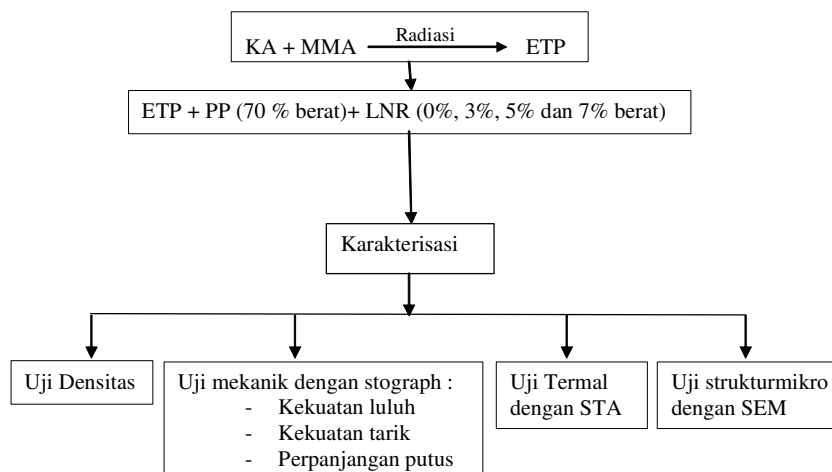 Radiasi
KA + MMA ETP
ETP + PP (70 % berat)+ LNR (0%, 3%, 5% dan 7% berat)
Karakterisasi
Uji Densitas
Uji mekanik dengan stograph :
- Kekuatan luluh
- Kekuatan tarik
- Perpanjangan putus
Uji Termal
dengan STA
Uji strukturmikro
dengan SEM